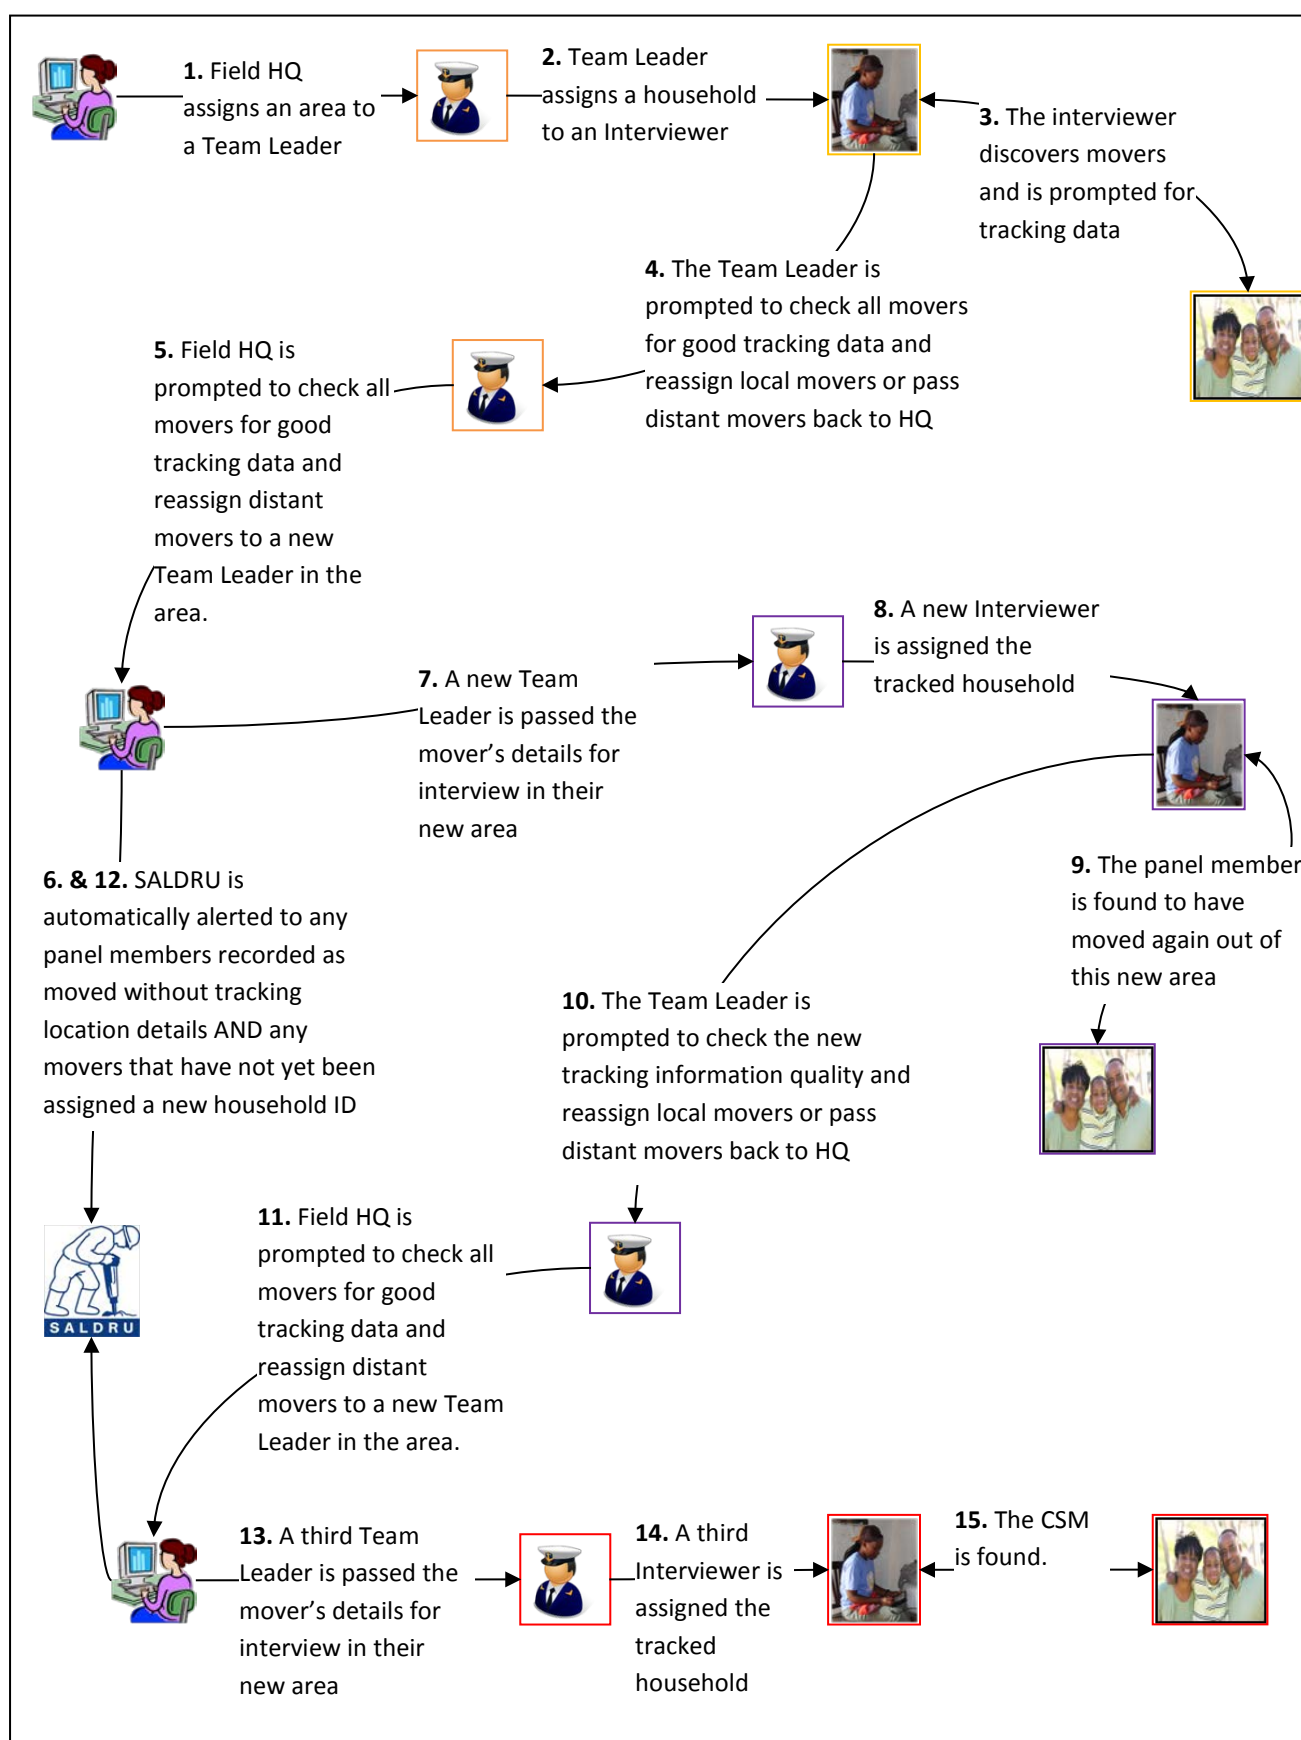 1. Field HQ
assigns an area to
a Team Leader
2. Team Leader
assigns a household
to an Interviewer
3. The interviewer
discovers movers
and is prompted for
tracking data
4. The Team Leader is
prompted to check all movers
for good tracking data and
reassign local movers or pass
distant movers back to HQ
5. Field HQ is
prompted to check all
movers for good
tracking data and
reassign distant
movers to a new
Team Leader in the
area.
8. A new Interviewer
is assigned the
tracked household
7. A new Team
Leader is passed the
mover’s details for
interview in their
new area
6. & 12. SALDRU is
automatically alerted to any
panel members recorded as
moved without tracking
location details AND any
movers that have not yet been
assigned a new household ID
9. The panel member
is found to have
moved again out of
this new area
10. The Team Leader is
prompted to check the new
tracking information quality and
reassign local movers or pass
distant movers back to HQ
11. Field HQ is
prompted to check all
movers for good
tracking data and
reassign distant
movers to a new Team
Leader in the area.
SALDRU
13. A third Team
Leader is passed the
mover’s details for
interview in their
new area
14. A third
Interviewer is
assigned the
tracked
household
15. The CSM
is found.